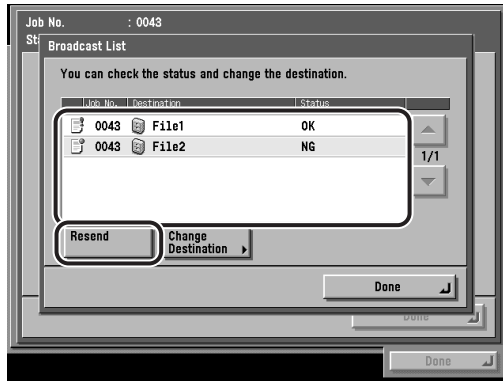 Job No. : 0043
St
Broadcast List
You can check the status and change the destination.
Job No. Destination Status
0043 File1 OK
0043 File2 NG
1/1
Resend
Change
Destination
Done
Done
Done